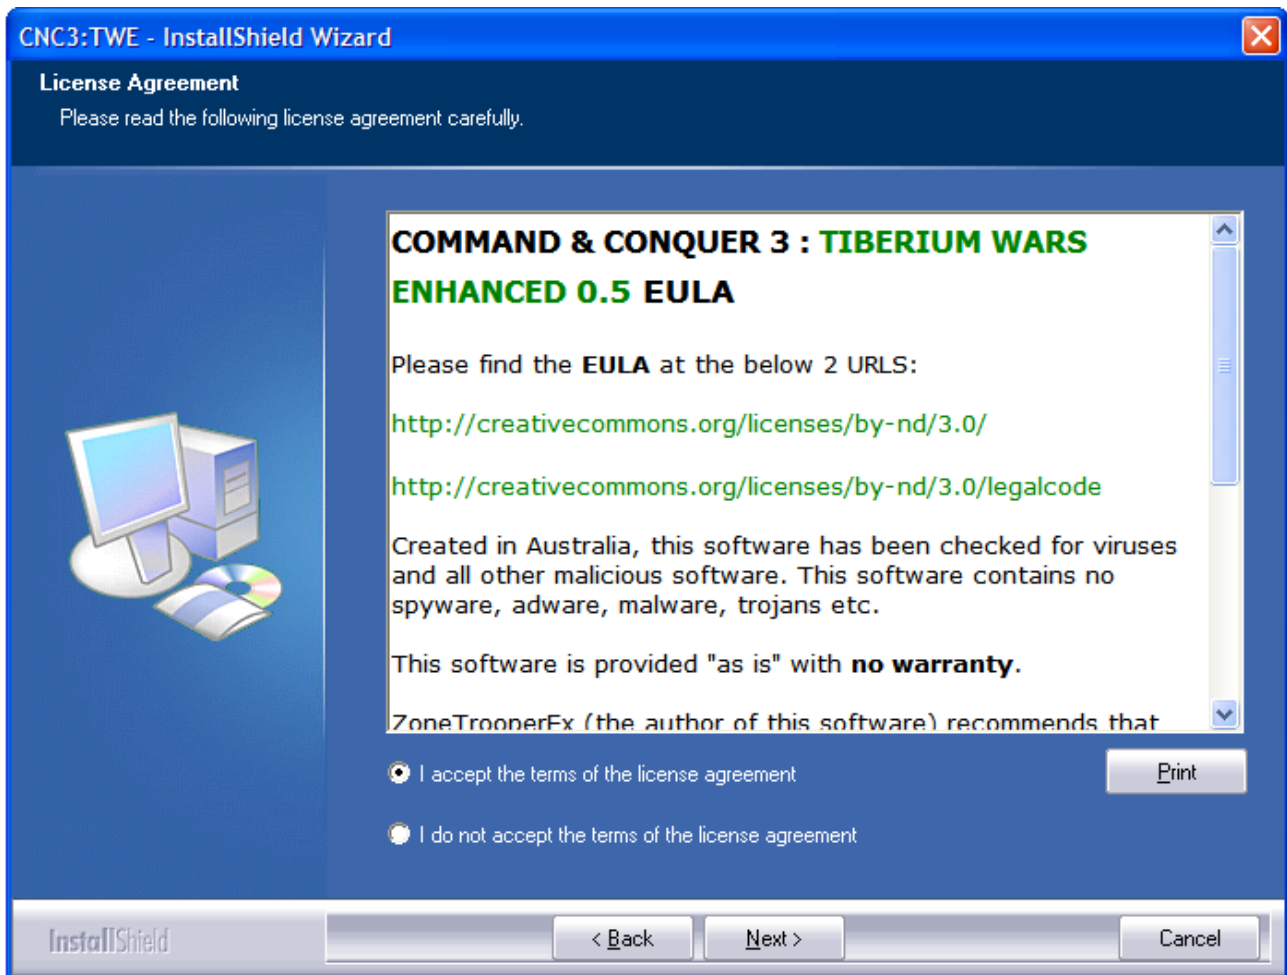 CNC3:TWE - InstallShield Wizard
License Agreement
Please read the following license agreement carefully.
COMMAND & CONQUER 3 : TIBERIUM WARS
ENHANCED 0.5 EULA
Please find the EULA at the below 2 URLS:
http://creativecommons.org/licenses/by-nd/3.0/
http://creativecommons.org/licenses/by-nd/3.0/legalcode
Created in Australia, this software has been checked for viruses
and all other malicious software. This software contains no
spyware, adware, malware, trojans etc.
This software is provided "as is" with no warranty.
ZoneTrooperEx (the author of this software) recommends that
I accept the terms of the license agreement
Print
I do not accept the terms of the license agreement
InstallShield
< Back
Next >
Cancel